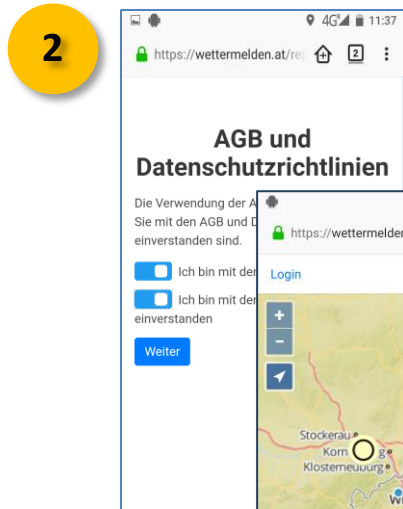 2
4G 11:37
https://wettermelden.at/re
2
AGB und
Datenschutzrichtlinien
Die Verwendung der A
Sie mit den AGB und D
einverstanden sind.
Ich bin mit der
Ich bin mit der
einverstanden
Weiter
https://wettermelden
Login
+
−
Stockerau
Korn g
Klosterneuburg